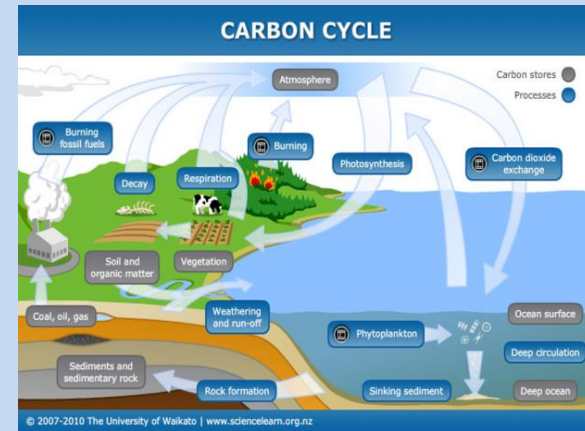 CARBON CYCLE
Atmosphere
Carbon stores
Processes
Burning
fossil fuels
Burning
Photosynthesis
Carbon dioxide
exchange
Decay
Respiration
Soil and
organic matter
Vegetation
Coal, oil, gas
Weathering
and run-off
Ocean surface
Phytoplankton
Deep circulation
Sediments and
sedimentary rock
Rock formation
Sinking sediment
Deep ocean
© 2007-2010 The University of Waikato | www.sciencelearn.org.nz